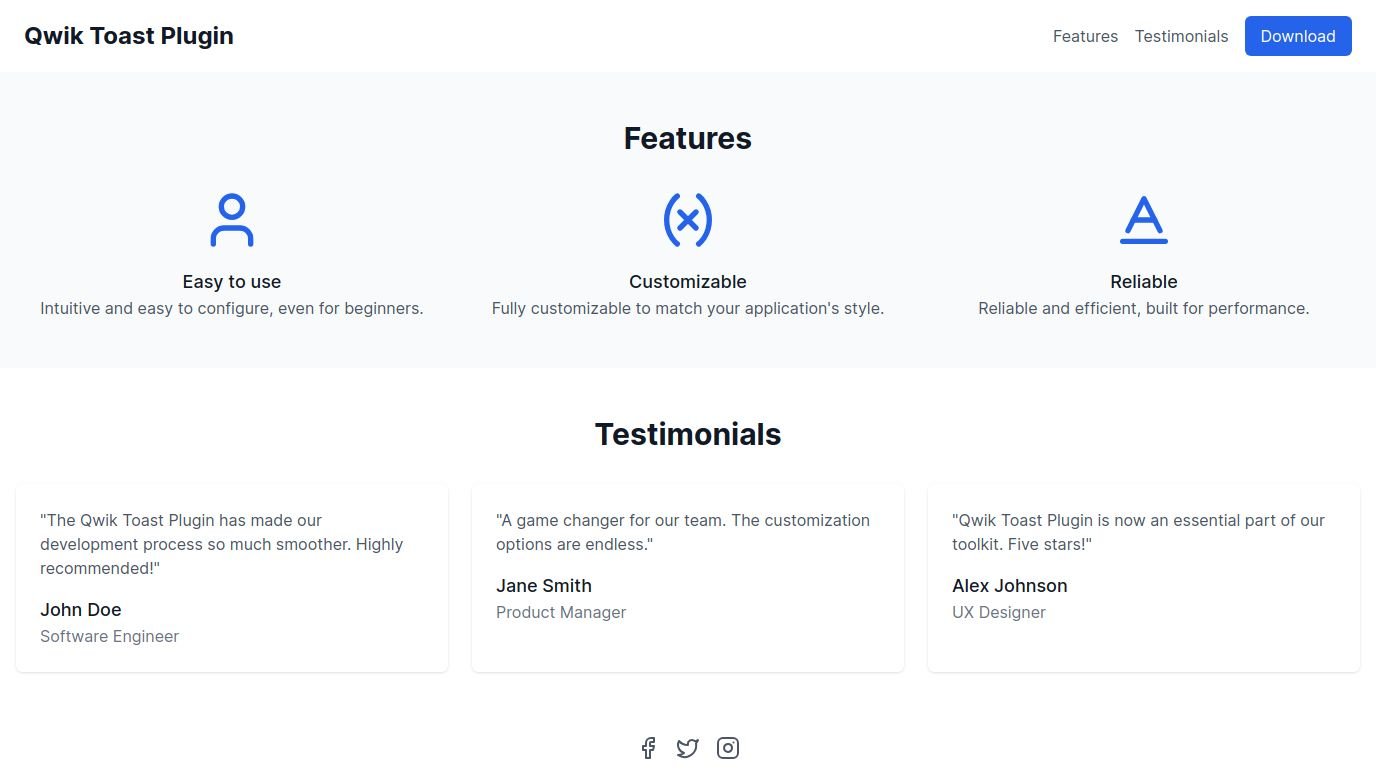 Qwik Toast Plugin
Features Testimonials Download
Features
Easy to use
Intuitive and easy to configure, even for beginners.
Customizable
Fully customizable to match your application's style.
Reliable
Reliable and efficient, built for performance.
Testimonials
"The Qwik Toast Plugin has made our
development process so much smoother. Highly
recommended!"
John Doe
Software Engineer
"A game changer for our team. The customization
options are endless."
Jane Smith
Product Manager
"Qwik Toast Plugin is now an essential part of our
toolkit. Five stars!"
Alex Johnson
UX Designer